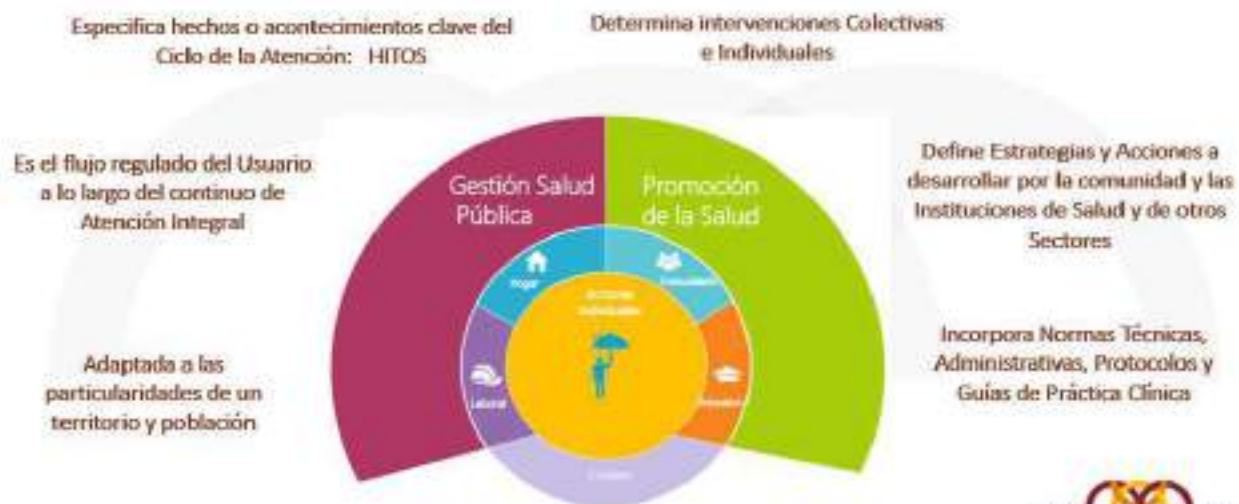 Especifica hechos o acontecimientos clave del
Ciclo de la Atención: HITOS
Determina intervenciones Colectivas
e Individuales
Es el flujo regulado del Usuario
a lo largo del continuo de
Atención Integral
Gestión Salud
Pública
Promoción
de la Salud
Define Estrategias y Acciones a
desarrollar por la comunidad y las
Instituciones de Salud y de otros
Sectores
Hogar
Acciones
Individuales
Laboral
Adaptada a las
particularidades de un
territorio y población
Incorpora Normas Técnicas,
Administrativas, Protocolos y
Guías de Práctica Clínica